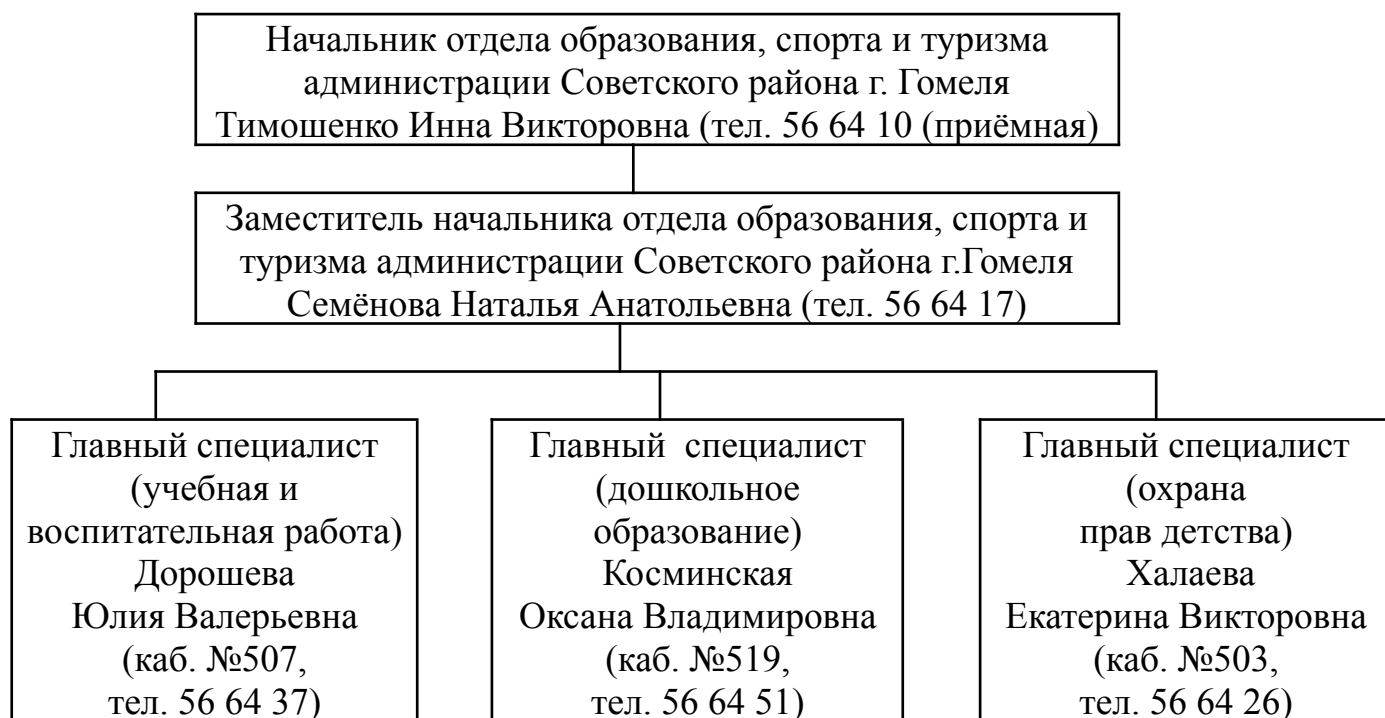 Начальник отдела образования, спорта и туризма
администрации Советского района г. Гомеля
Тимошенко Инна Викторовна (тел. 56 64 10 (приёмная)
Заместитель начальника отдела образования, спорта и
туризма администрации Советского района г.Гомеля
Семёнова Наталья Анатольевна (тел. 56 64 17)
Главный специалист
(учебная и
воспитательная работа)
Дорошева
Юлия Валерьевна
(каб. №507,
тел. 56 64 37)
Главный специалист
(дошкольное
образование)
Косминская
Оксана Владимировна
(каб. №519,
тел. 56 64 51)
Главный специалист
(охрана
прав детства)
Халаева
Екатерина Викторовна
(каб. №503,
тел. 56 64 26)